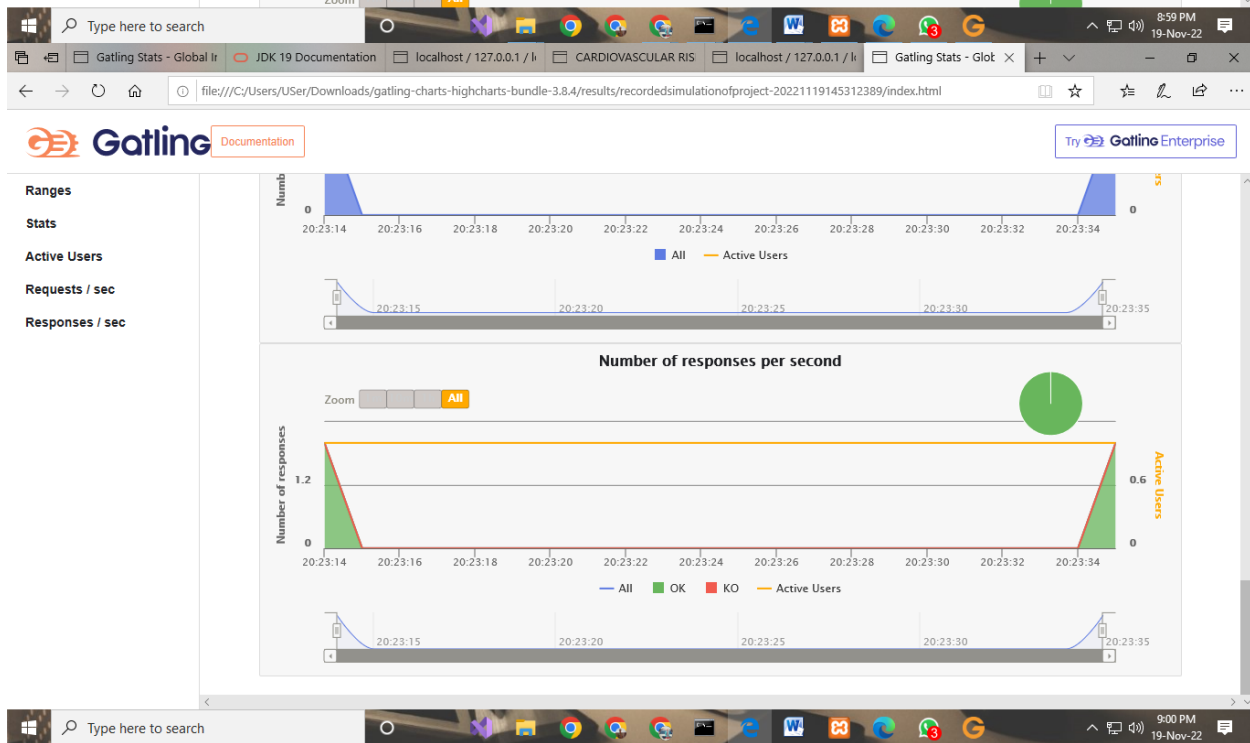 Zoom All
Type here to search
8:59 PM
19-Nov-22
3
Gatling Stats - Global Ir
JDK 19 Documentation
localhost / 127.0.0.1 / l
CARDIOVASCULAR RIS
localhost / 127.0.0.1 / l
Gatling Stats - Glob
file:///C:/Users/USer/Downloads/gatling-charts-highcharts-bundle-3.8.4/results/recordedsimulationofproject-20221119145312389/index.html
Gatling
Documentation
Try Gatling Enterprise
Ranges
Stats
Active Users
Requests / sec
Responses / sec
Numb
0
0
20:23:14 20:23:16 20:23:18 20:23:20 20:23:22 20:23:24 20:23:26 20:23:28 20:23:30 20:23:32 20:23:34
All Active Users
20:23:15 20:23:20 20:23:25 20:23:30 20:23:35
Number of responses per second
Zoom All
Number of responses
1.2
0
Active Users
0.6
0
20:23:14 20:23:16 20:23:18 20:23:20 20:23:22 20:23:24 20:23:26 20:23:28 20:23:30 20:23:32 20:23:34
All OK KO Active Users
20:23:15 20:23:20 20:23:25 20:23:30 20:23:35
Type here to search
3
9:00 PM
19-Nov-22